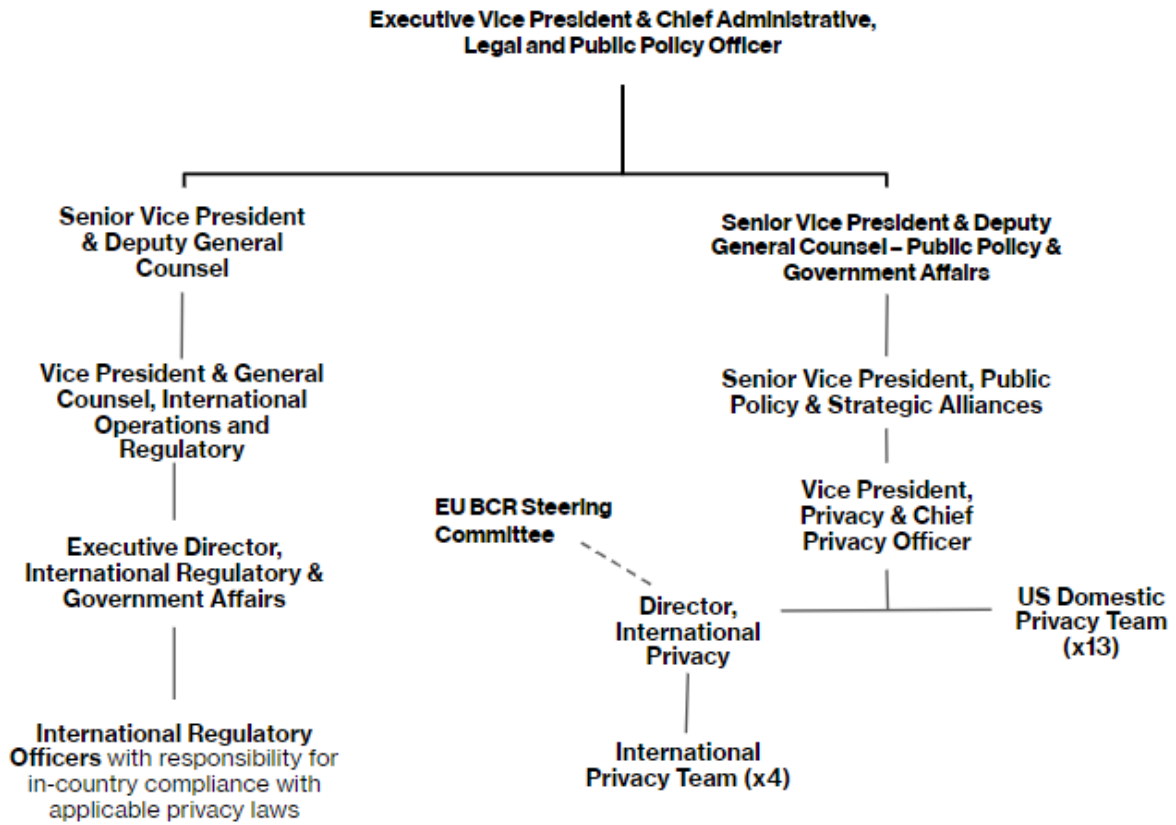 Executive Vice President & Chief Administrative,
Legal and Public Policy Officer
Senior Vice President
& Deputy General
Counsel
Senior Vice President & Deputy
General Counsel – Public Policy &
Government Affairs
Vice President & General
Counsel, International
Operations and
Regulatory
Senior Vice President, Public
Policy & Strategic Alliances
Executive Director,
International Regulatory &
Government Affairs
EU BCR Steering
Committee
Vice President,
Privacy & Chief
Privacy Officer
Director,
International
Privacy
US Domestic
Privacy Team
(x13)
International Regulatory
Officers with responsibility for
in-country compliance with
applicable privacy laws
International
Privacy Team (x4)